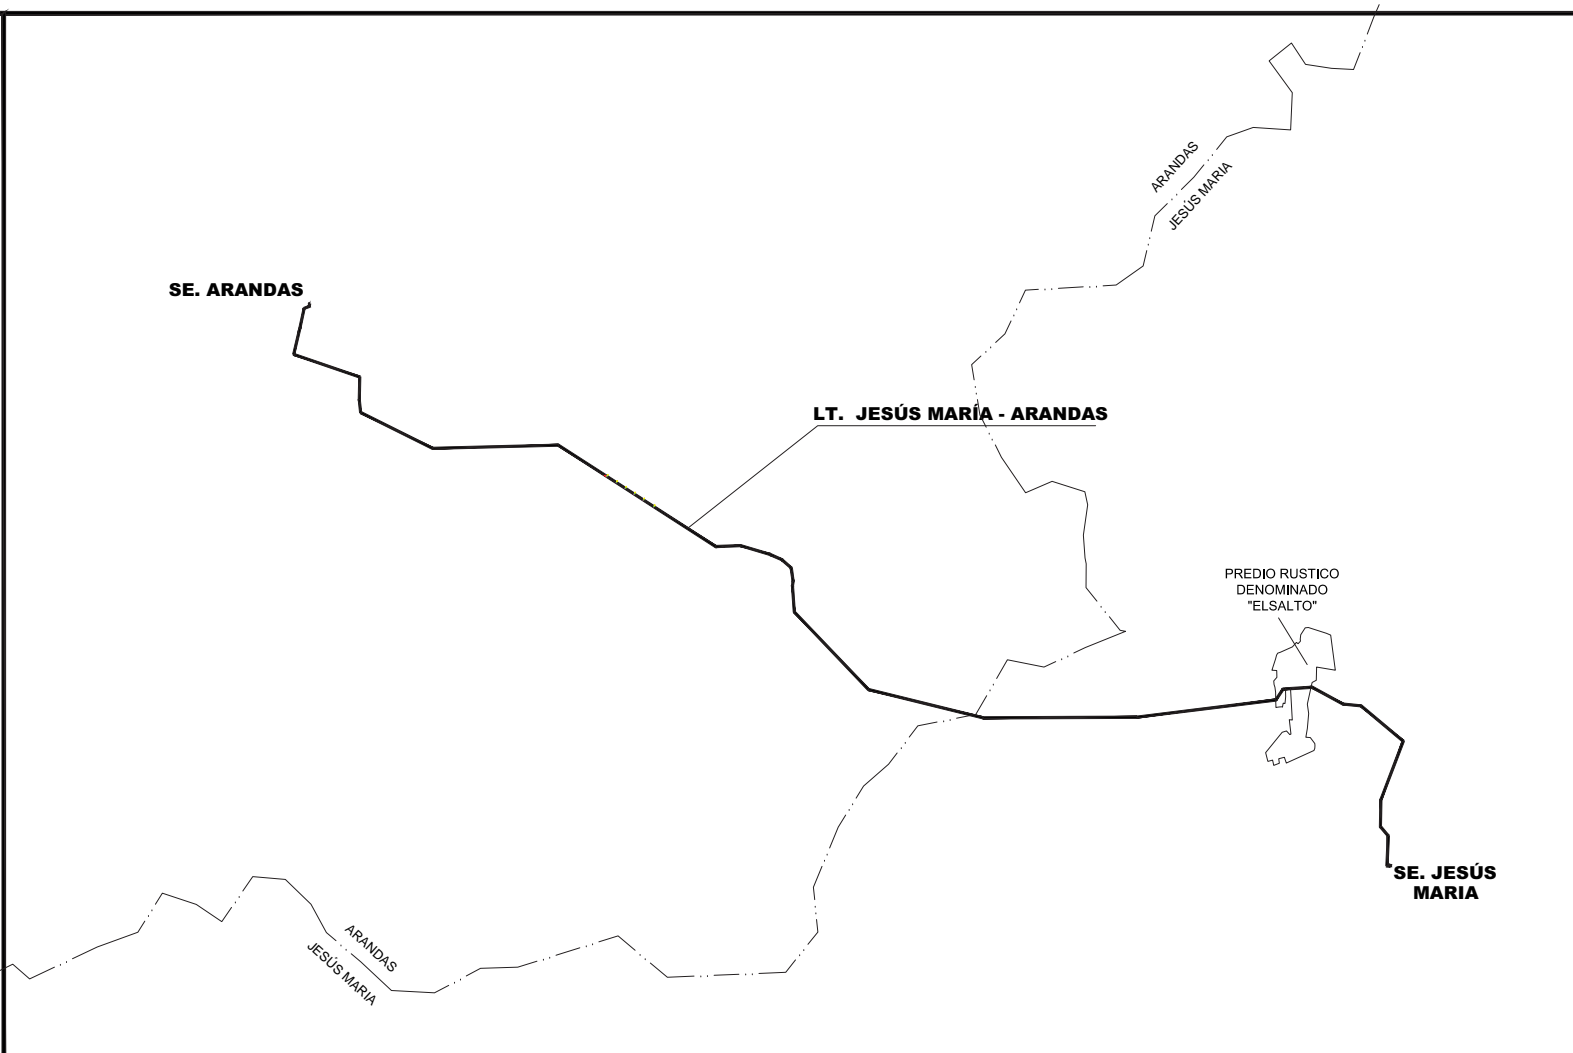 ARANDAS
JESÚS MARIA
SE. ARANDAS
LT. JESÚS MARÍA - ARANDAS
PREDIO RUSTICO
DENOMINADO
"ELSALTO"
SE. JESÚS
MARIA
ARANDAS
JESÚS MARIA